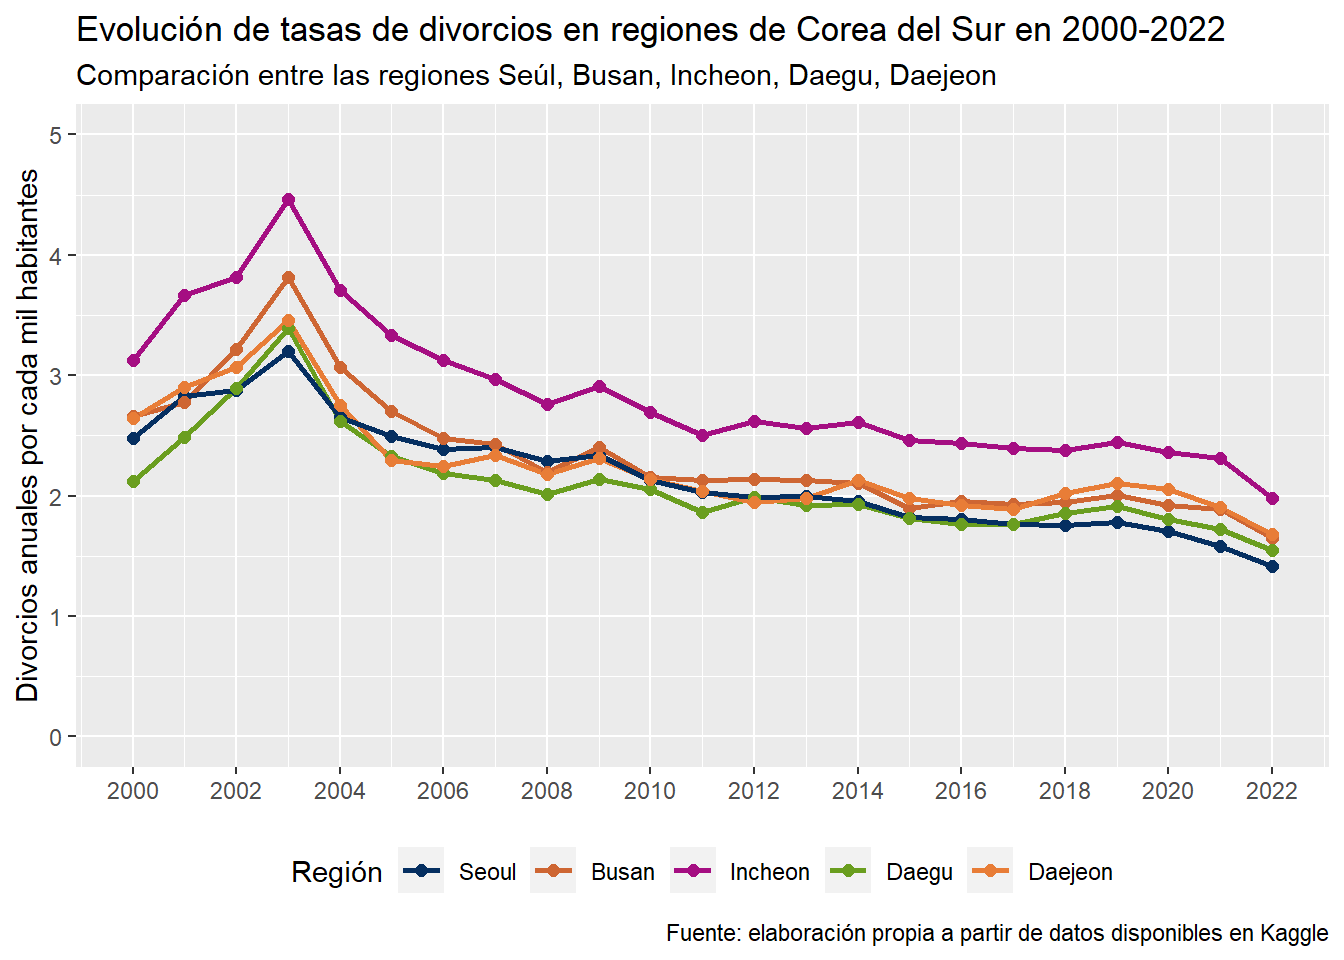 Evolución de tasas de divorcios en regiones de Corea del Sur en 2000-2022
Comparación entre las regiones Seúl, Busan, Incheon, Daegu, Daejeon
Divorcios anuales por cada mil habitantes
5
4
3
2
1
0
2000 2002 2004 2006 2008 2010 2012 2014 2016 2018 2020 2022
Región Seoul Busan Incheon Daegu Daejeon
Fuente: elaboración propia a partir de datos disponibles en Kaggle